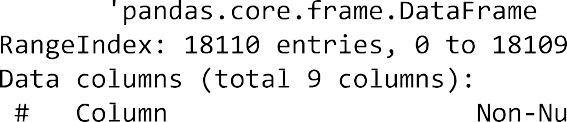 'pandas.core.frame.DataFrame
RangeIndex: 18110 entries, 0 to 18109
Data columns (total 9 columns):
# Column Non-Nu